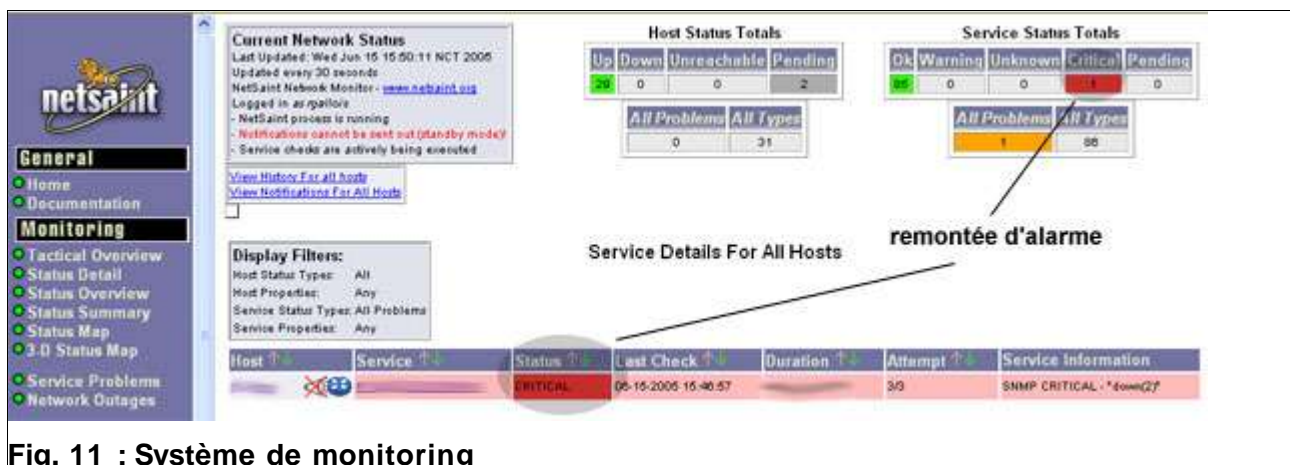 netsaint
General
Home
Documentation
Monitoring
Tactical Overview
Status Detail
Status Overview
Status Summary
Status Map
3-D Status Map
Service Problems
Network Outages
Current Network Status
Last Updated: Wed Jun 15 15:50:11 NCT 2005
Updated every 30 seconds
NetSaint Network Monitor - www.netsaint.org
Logged in as rpallois
- NetSaint process is running
- Notifications cannot be sent out (standby mode)!
- Service checks are actively being executed
View History For all hosts
View Notifications For All Hosts
Host Status Totals
Up Down Unreachable Pending
29 0 0 2
All Problems All Types
0 31
Service Status Totals
Ok Warning Unknown Critical Pending
85 0 0 1 0
All Problems All Types
1 86
remontée d'alarme
Display Filters:
Host Status Types: All
Host Properties: Any
Service Status Types: All Problems
Service Properties: Any
Service Details For All Hosts
Host Service Status Last Check Duration Attempt Service Information
CRITICAL 06-15-2005 15:46:57 3/3 SNMP CRITICAL - *down(2)*
Fig. 11 : Système de monitoring